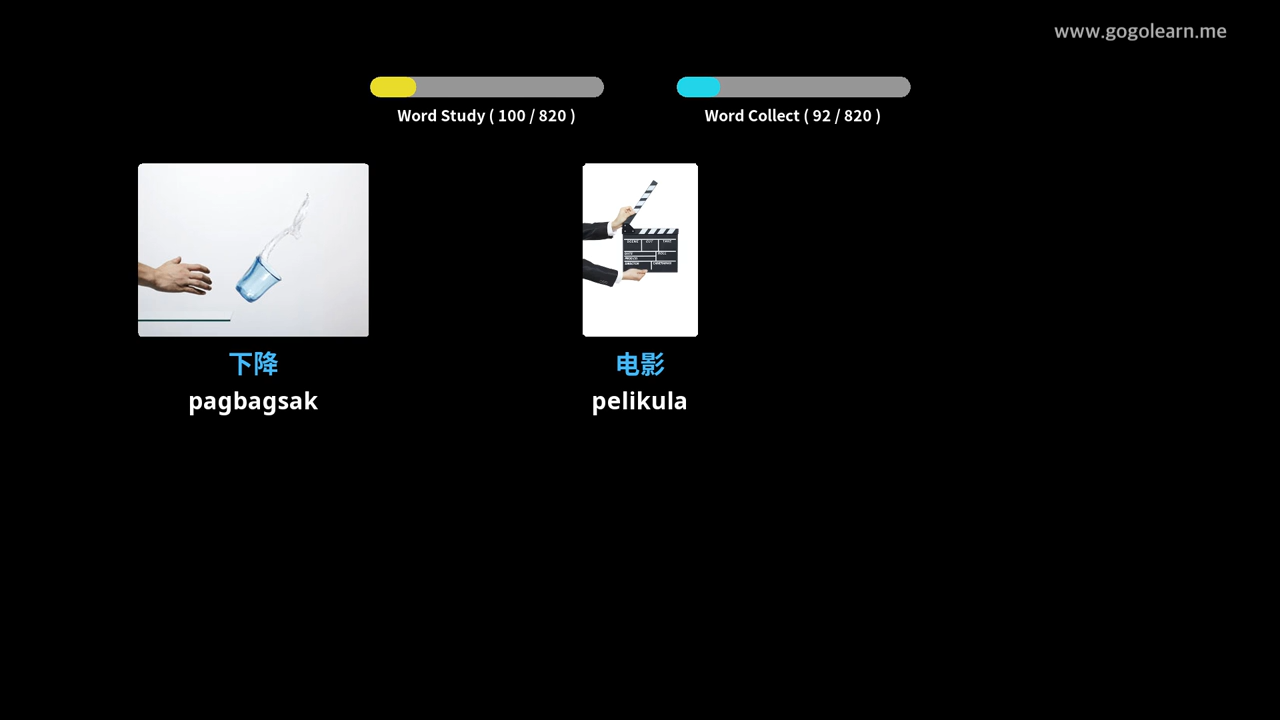 www.gogolearn.me
Word Study ( 100 / 820 )
Word Collect ( 92 / 820 )
下降
pagbagsak
电影
pelikula